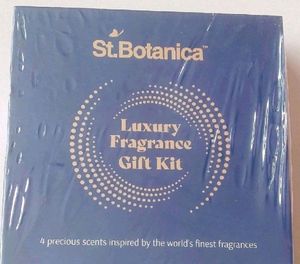 St.Botanica™
Luxury
Fragrance
Gift Kit
4 precious scents inspired by the world's finest fragrances